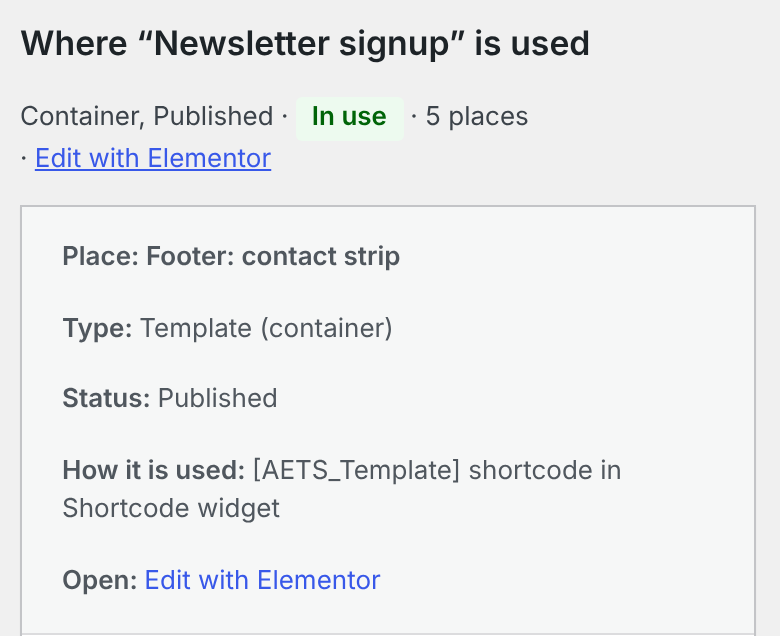 Where “Newsletter signup” is used
Container, Published · In use · 5 places
· Edit with Elementor
Place: Footer: contact strip
Type: Template (container)
Status: Published
How it is used: [AETS_Template] shortcode in
Shortcode widget
Open: Edit with Elementor